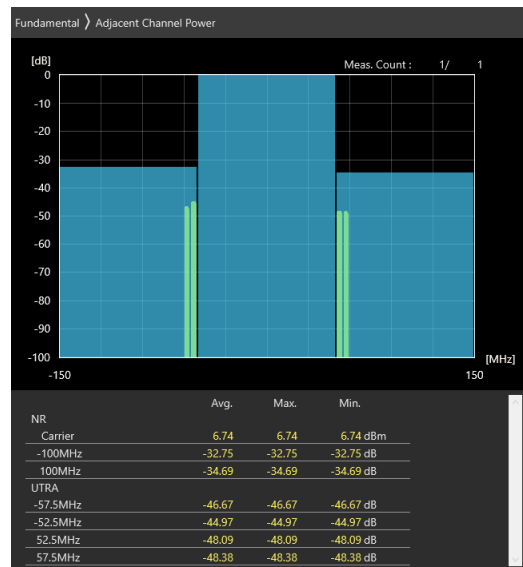 Fundamental ❭ Adjacent Channel Power
[dB]
Meas. Count : 1/ 1
0
-10
-20
-30
-40
-50
-60
-70
-80
-90
-100
[MHz]
-150 150
Avg. Max. Min.
NR
Carrier 6.74 6.74 6.74 dBm
-100MHz -32.75 -32.75 -32.75 dB
100MHz -34.69 -34.69 -34.69 dB
UTRA
-57.5MHz -46.67 -46.67 -46.67 dB
-52.5MHz -44.97 -44.97 -44.97 dB
52.5MHz -48.09 -48.09 -48.09 dB
57.5MHz -48.38 -48.38 -48.38 dB